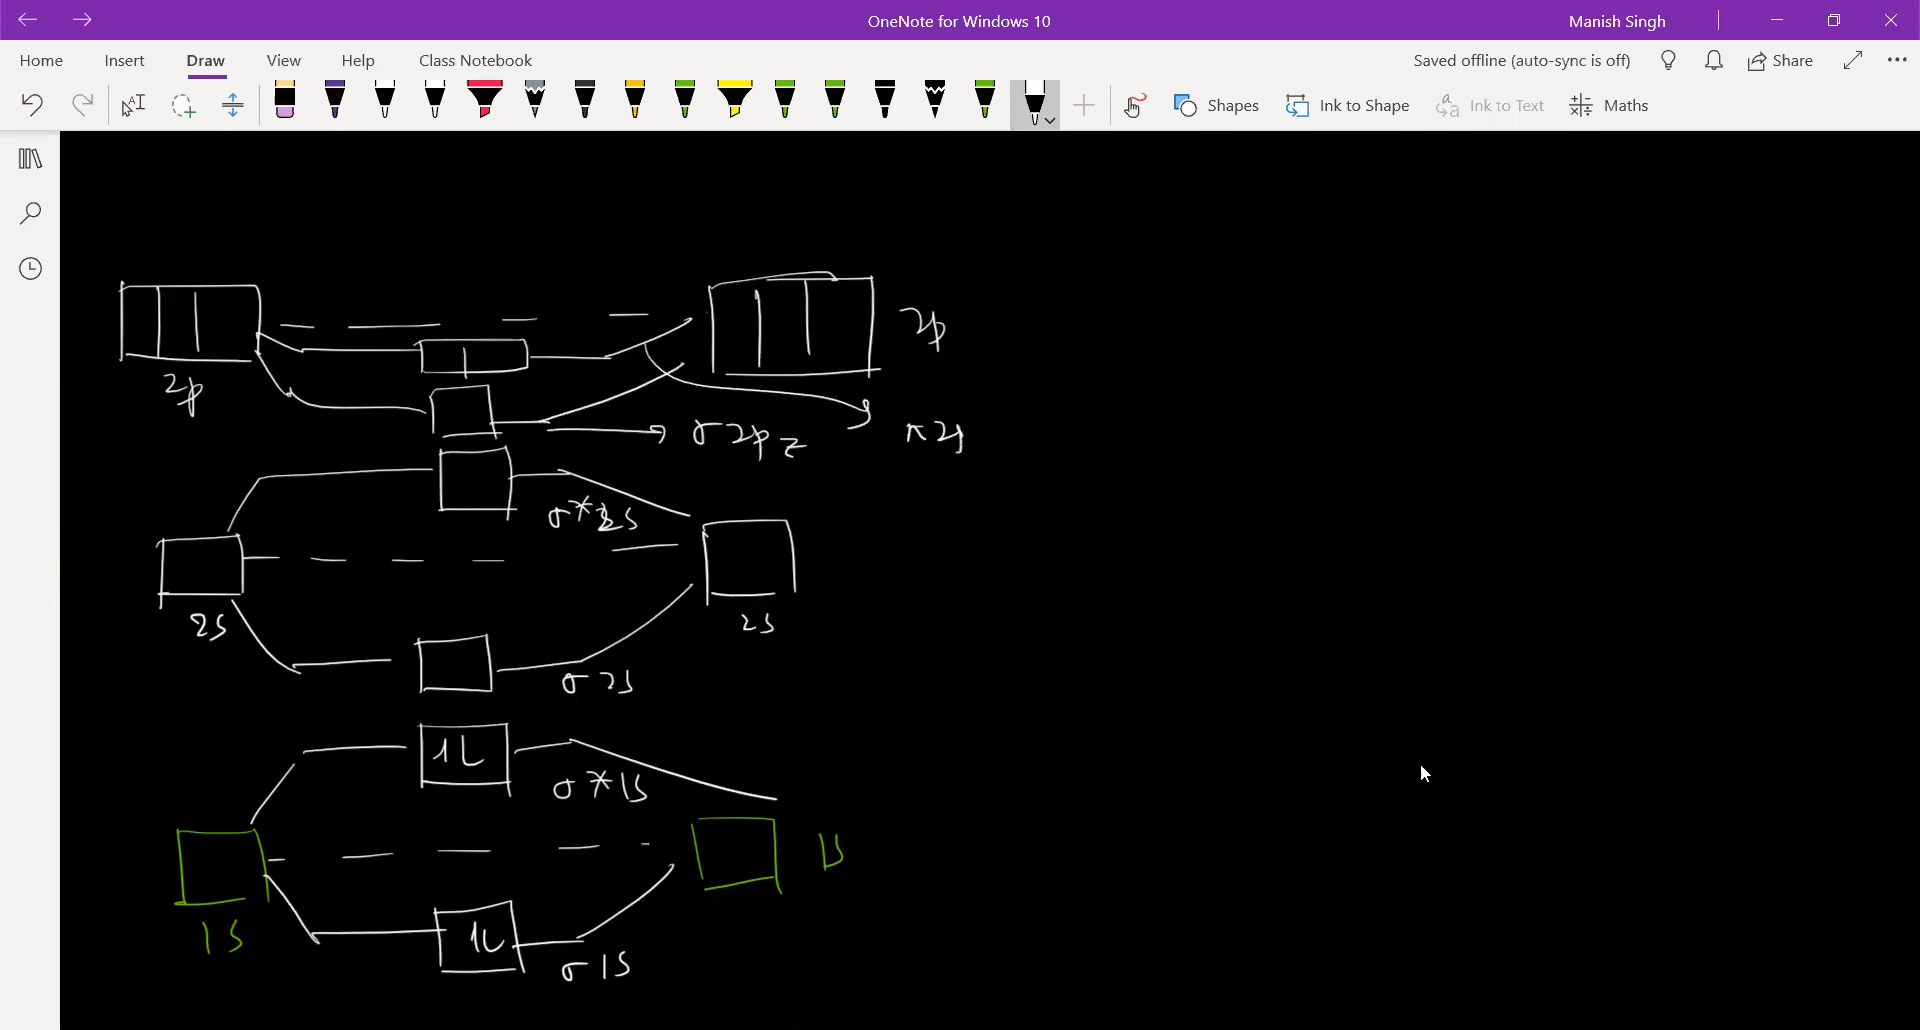 OneNote for Windows 10
Manish Singh
Home Insert Draw View Help Class Notebook
Saved offline (auto-sync is off) Share
Shapes Ink to Shape Ink to Text Maths
2p
2p
σ 2p z
π 2p
σ* 2s
2s
2s
σ 2s
1L
σ* 1s
1s
1s
1L
σ 1s